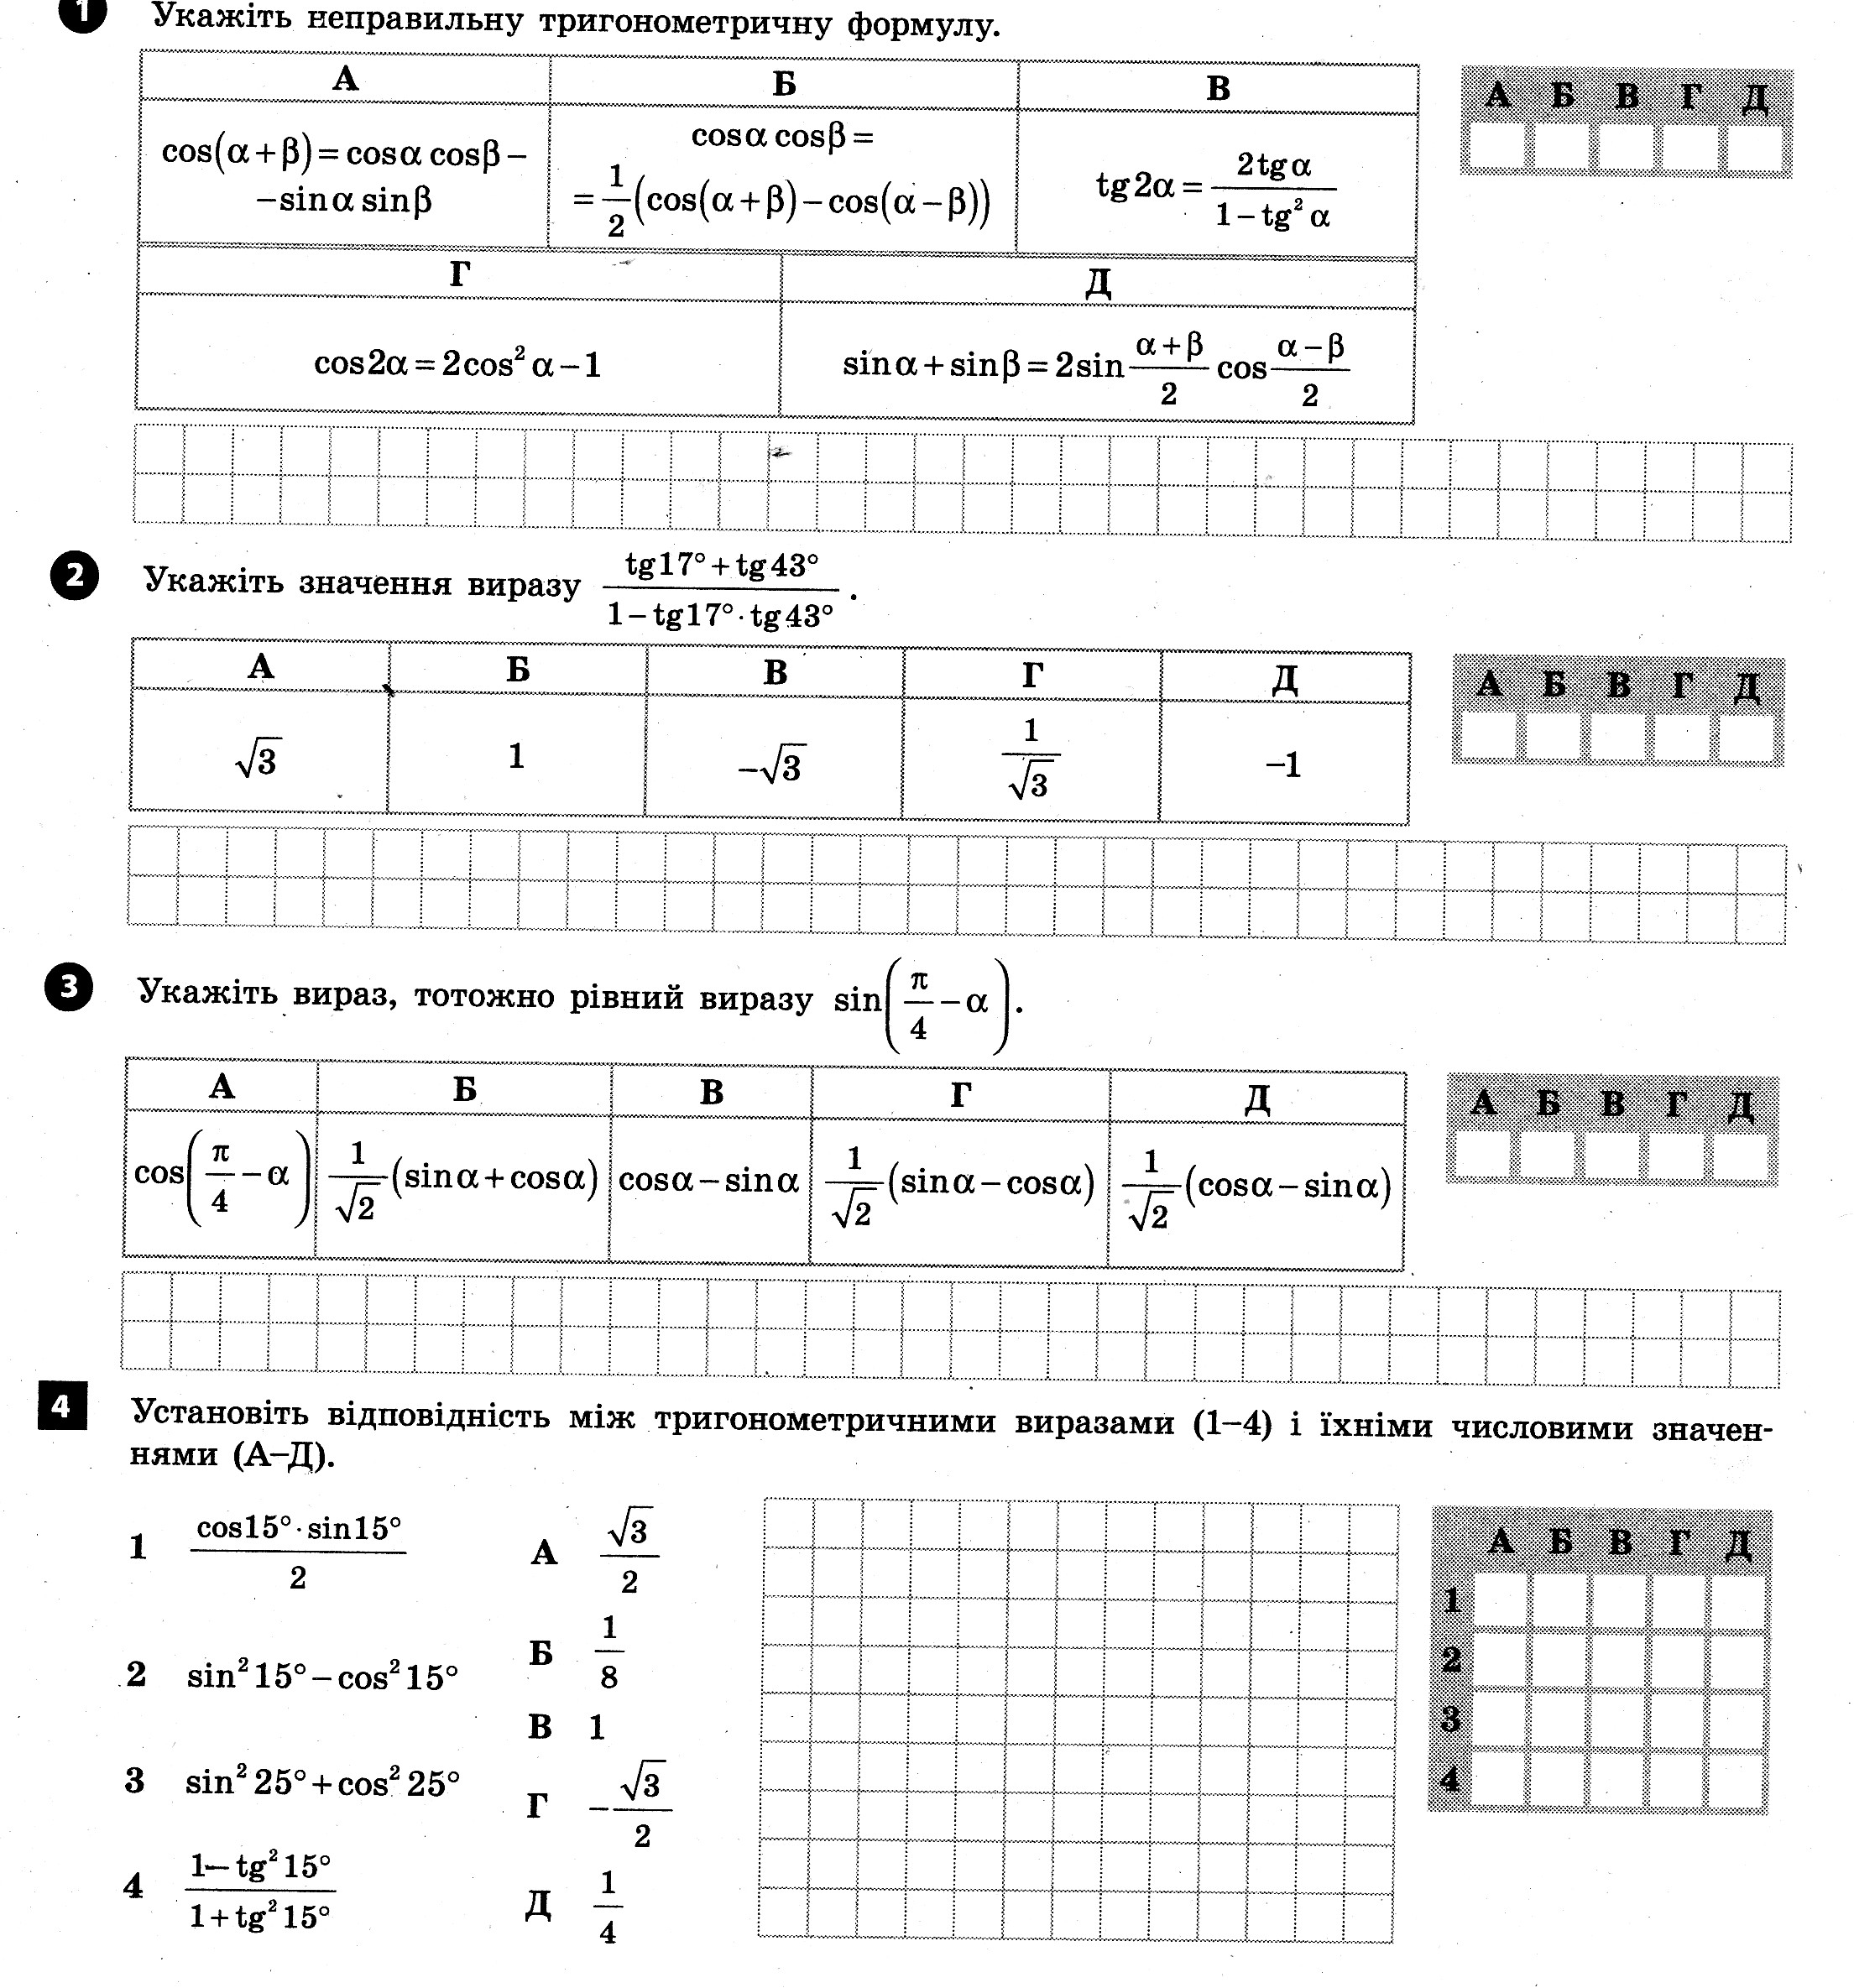 1 Укажіть неправильну тригонометричну формулу.
А Б В
cos(α+β)=cosα cosβ−
−sinα sinβ
cosα cosβ=
=1/2(cos(α+β)−cos(α−β))
tg2α=2tgα/(1−tg²α)
Г Д
cos2α=2cos²α−1
sinα+sinβ=2sin (α+β)/2 cos (α−β)/2
А Б В Г Д
2 Укажіть значення виразу (tg17°+tg43°)/(1−tg17°·tg43°).
А Б В Г Д
√3 1 −√3 1/√3 −1
А Б В Г Д
3 Укажіть вираз, тотожно рівний виразу sin(π/4−α).
А Б В Г Д
cos(π/4−α) 1/√2(sinα+cosα) cosα−sinα 1/√2(sinα−cosα) 1/√2(cosα−sinα)
А Б В Г Д
4 Установіть відповідність між тригонометричними виразами (1–4) і їхніми числовими значен-
нями (А–Д).
1 cos15°·sin15°/2
2 sin²15°−cos²15°
3 sin²25°+cos²25°
4 (1−tg²15°)/(1+tg²15°)
А √3/2
Б 1/8
В 1
Г −√3/2
Д 1/4
А Б В Г Д
1
2
3
4